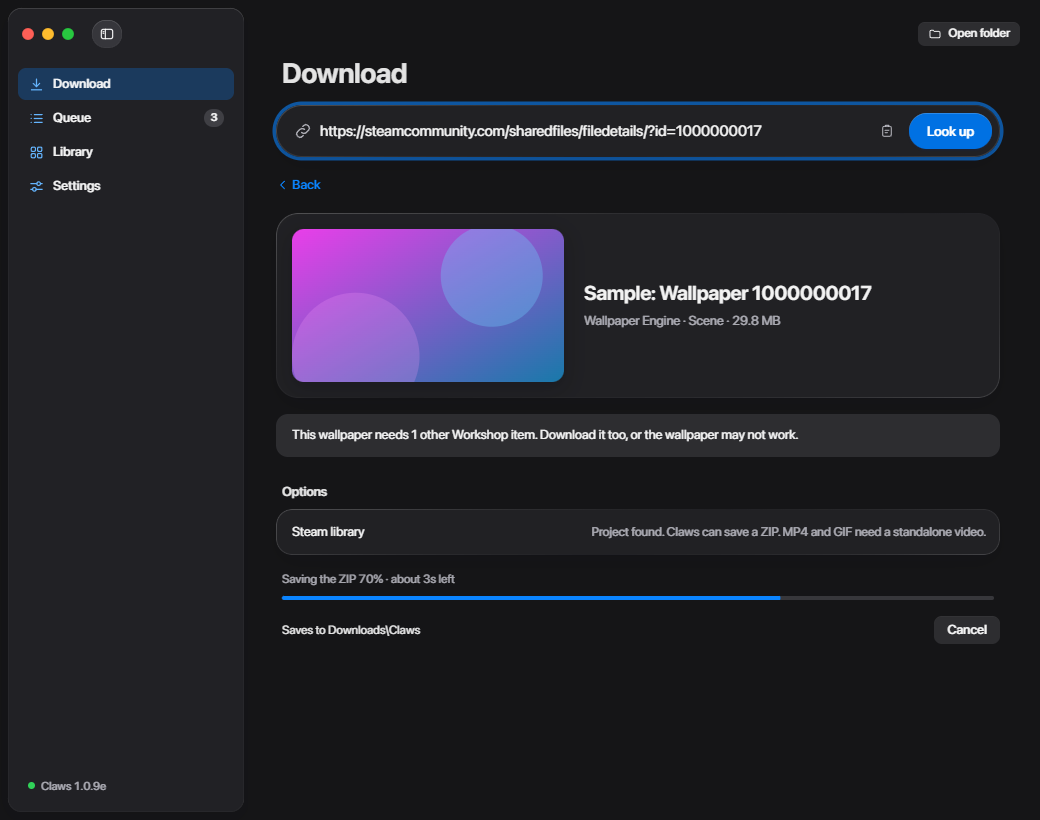 Open folder
Download
Download
Queue
3
Library
Settings
https://steamcommunity.com/sharedfiles/filedetails/?id=1000000017
Look up
Back
Sample: Wallpaper 1000000017
Wallpaper Engine · Scene · 29.8 MB
This wallpaper needs 1 other Workshop item. Download it too, or the wallpaper may not work.
Options
Steam library
Project found. Claws can save a ZIP. MP4 and GIF need a standalone video.
Saving the ZIP 70% · about 3s left
Saves to Downloads\Claws
Cancel
Claws 1.0.9e